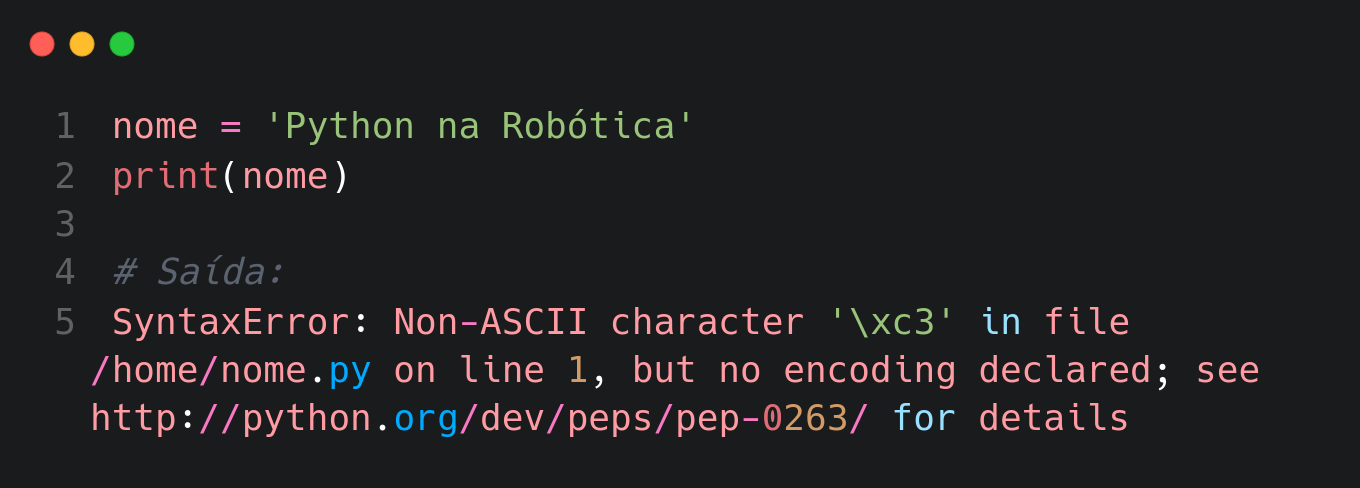 1 nome = 'Python na Robótica'
2 print(nome)
3
4 # Saída:
5 SyntaxError: Non-ASCII character '\xc3' in file
/home/nome.py on line 1, but no encoding declared; see
http://python.org/dev/peps/pep-0263/ for details